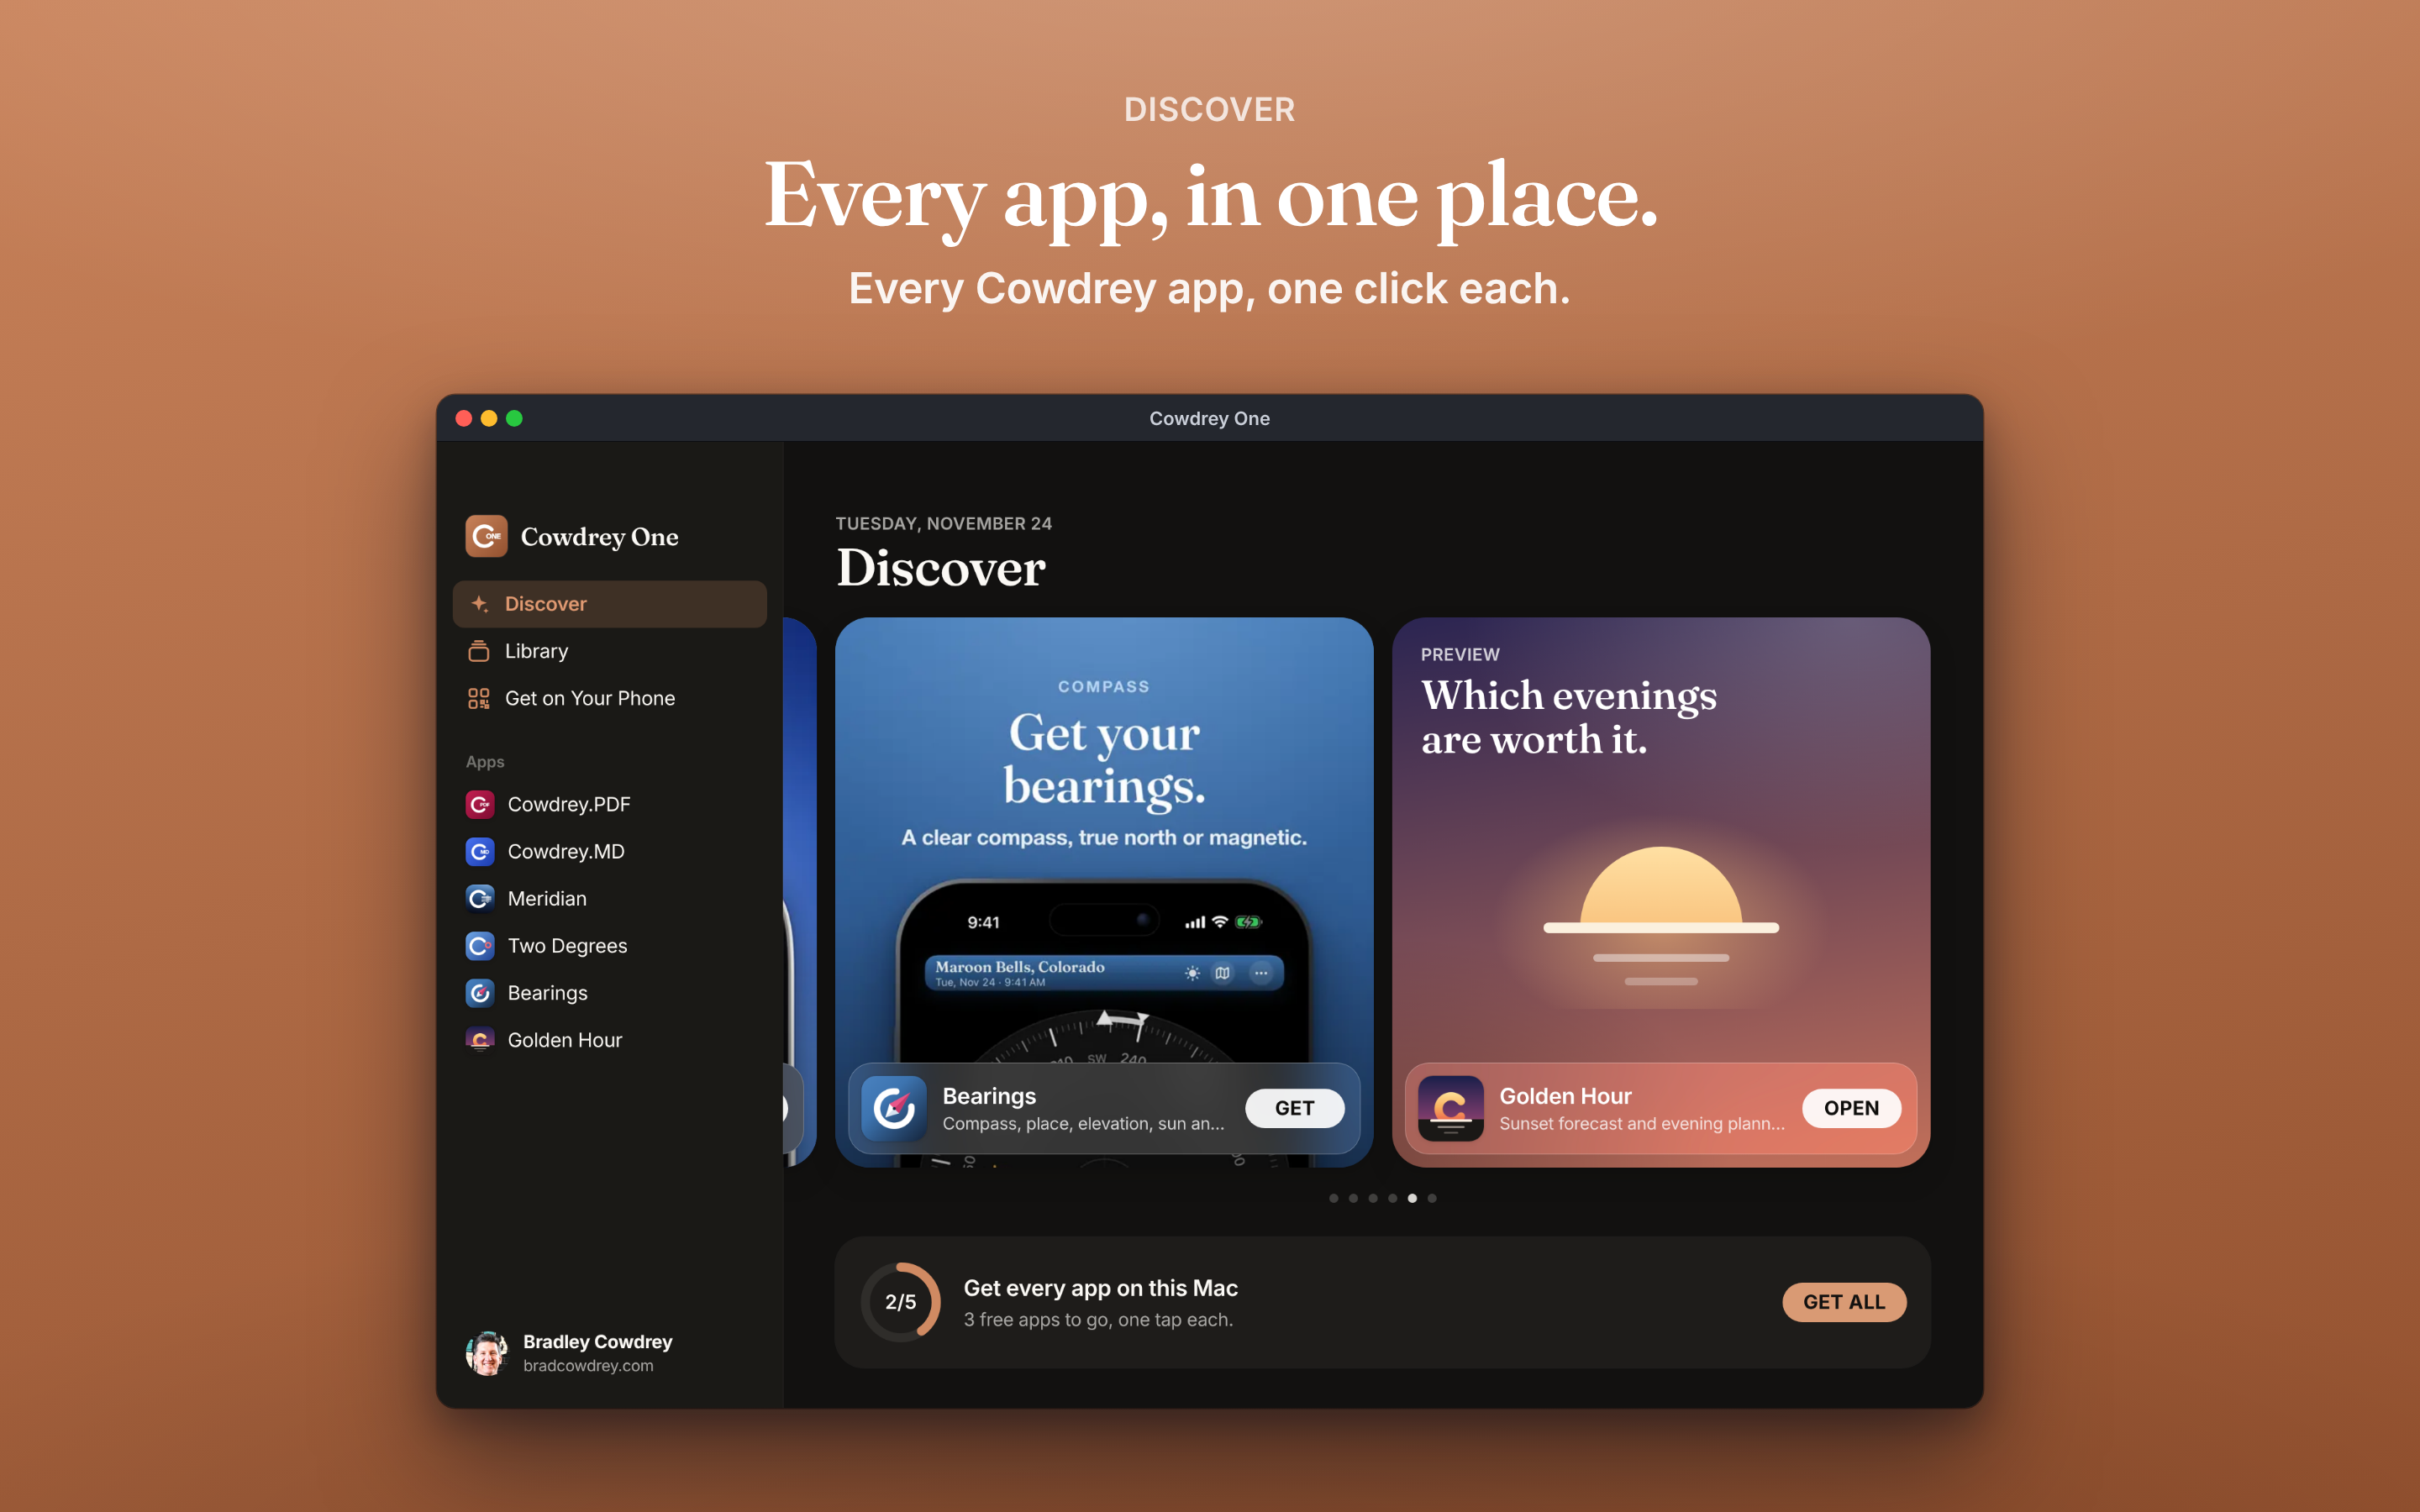 DISCOVER
Every app, in one place.
Every Cowdrey app, one click each.
Cowdrey One
ONE
Cowdrey One
Discover
Library
Get on Your Phone
Apps
PDF
Cowdrey.PDF
MD
Cowdrey.MD
Meridian
Two Degrees
Bearings
Golden Hour
Bradley Cowdrey
bradcowdrey.com
TUESDAY, NOVEMBER 24
Discover
COMPASS
Get your
bearings.
A clear compass, true north or magnetic.
9:41
Maroon Bells, Colorado
Tue, Nov 24 · 9:41 AM
SW 240
Bearings
Compass, place, elevation, sun an...
GET
PREVIEW
Which evenings
are worth it.
Golden Hour
Sunset forecast and evening plann...
OPEN
2/5
Get every app on this Mac
3 free apps to go, one tap each.
GET ALL